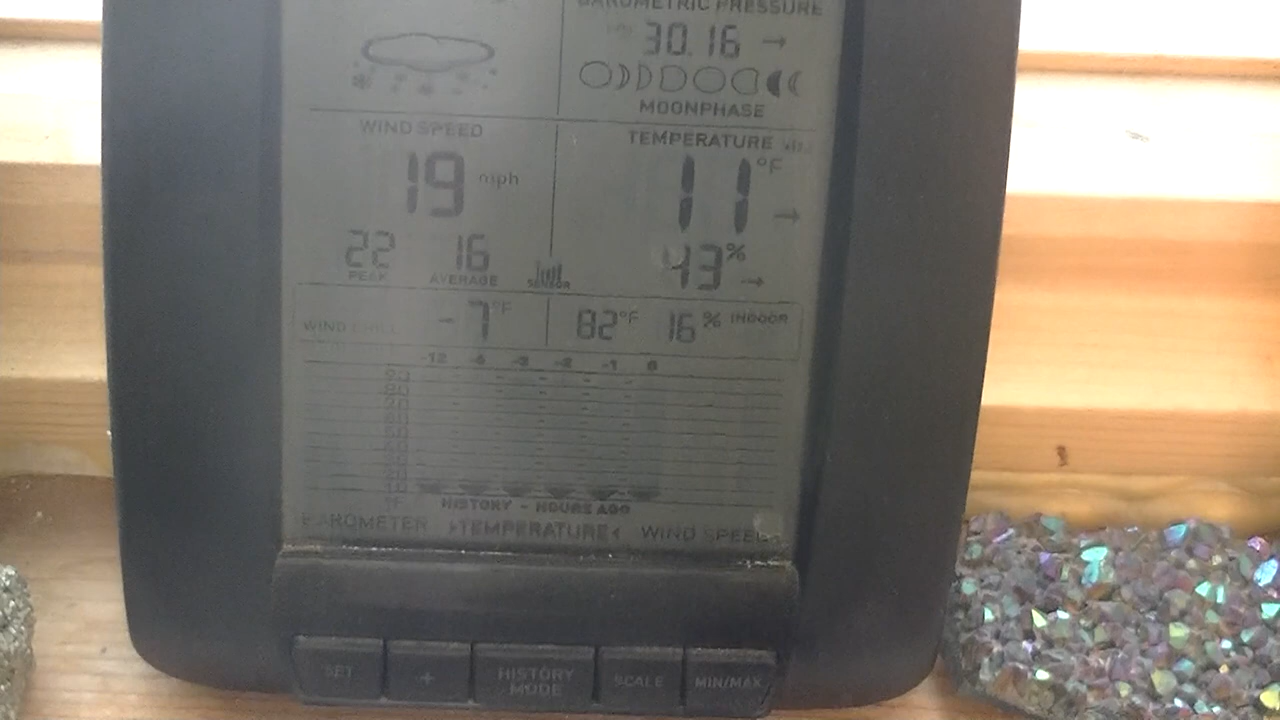 BAROMETRIC PRESSURE
30.16
MOONPHASE
WIND SPEED
19 mph
22 16
PEAK AVERAGE
SENSOR
TEMPERATURE
11 °F
43 %
WIND CHILL -7 °F
82 °F 16 % INDOOR
-12 -6 -3 -2 -1 0
°F
HISTORY - HOURS AGO
BAROMETER TEMPERATURE WIND SPEED
SET + HISTORY MODE SCALE MIN/MAX